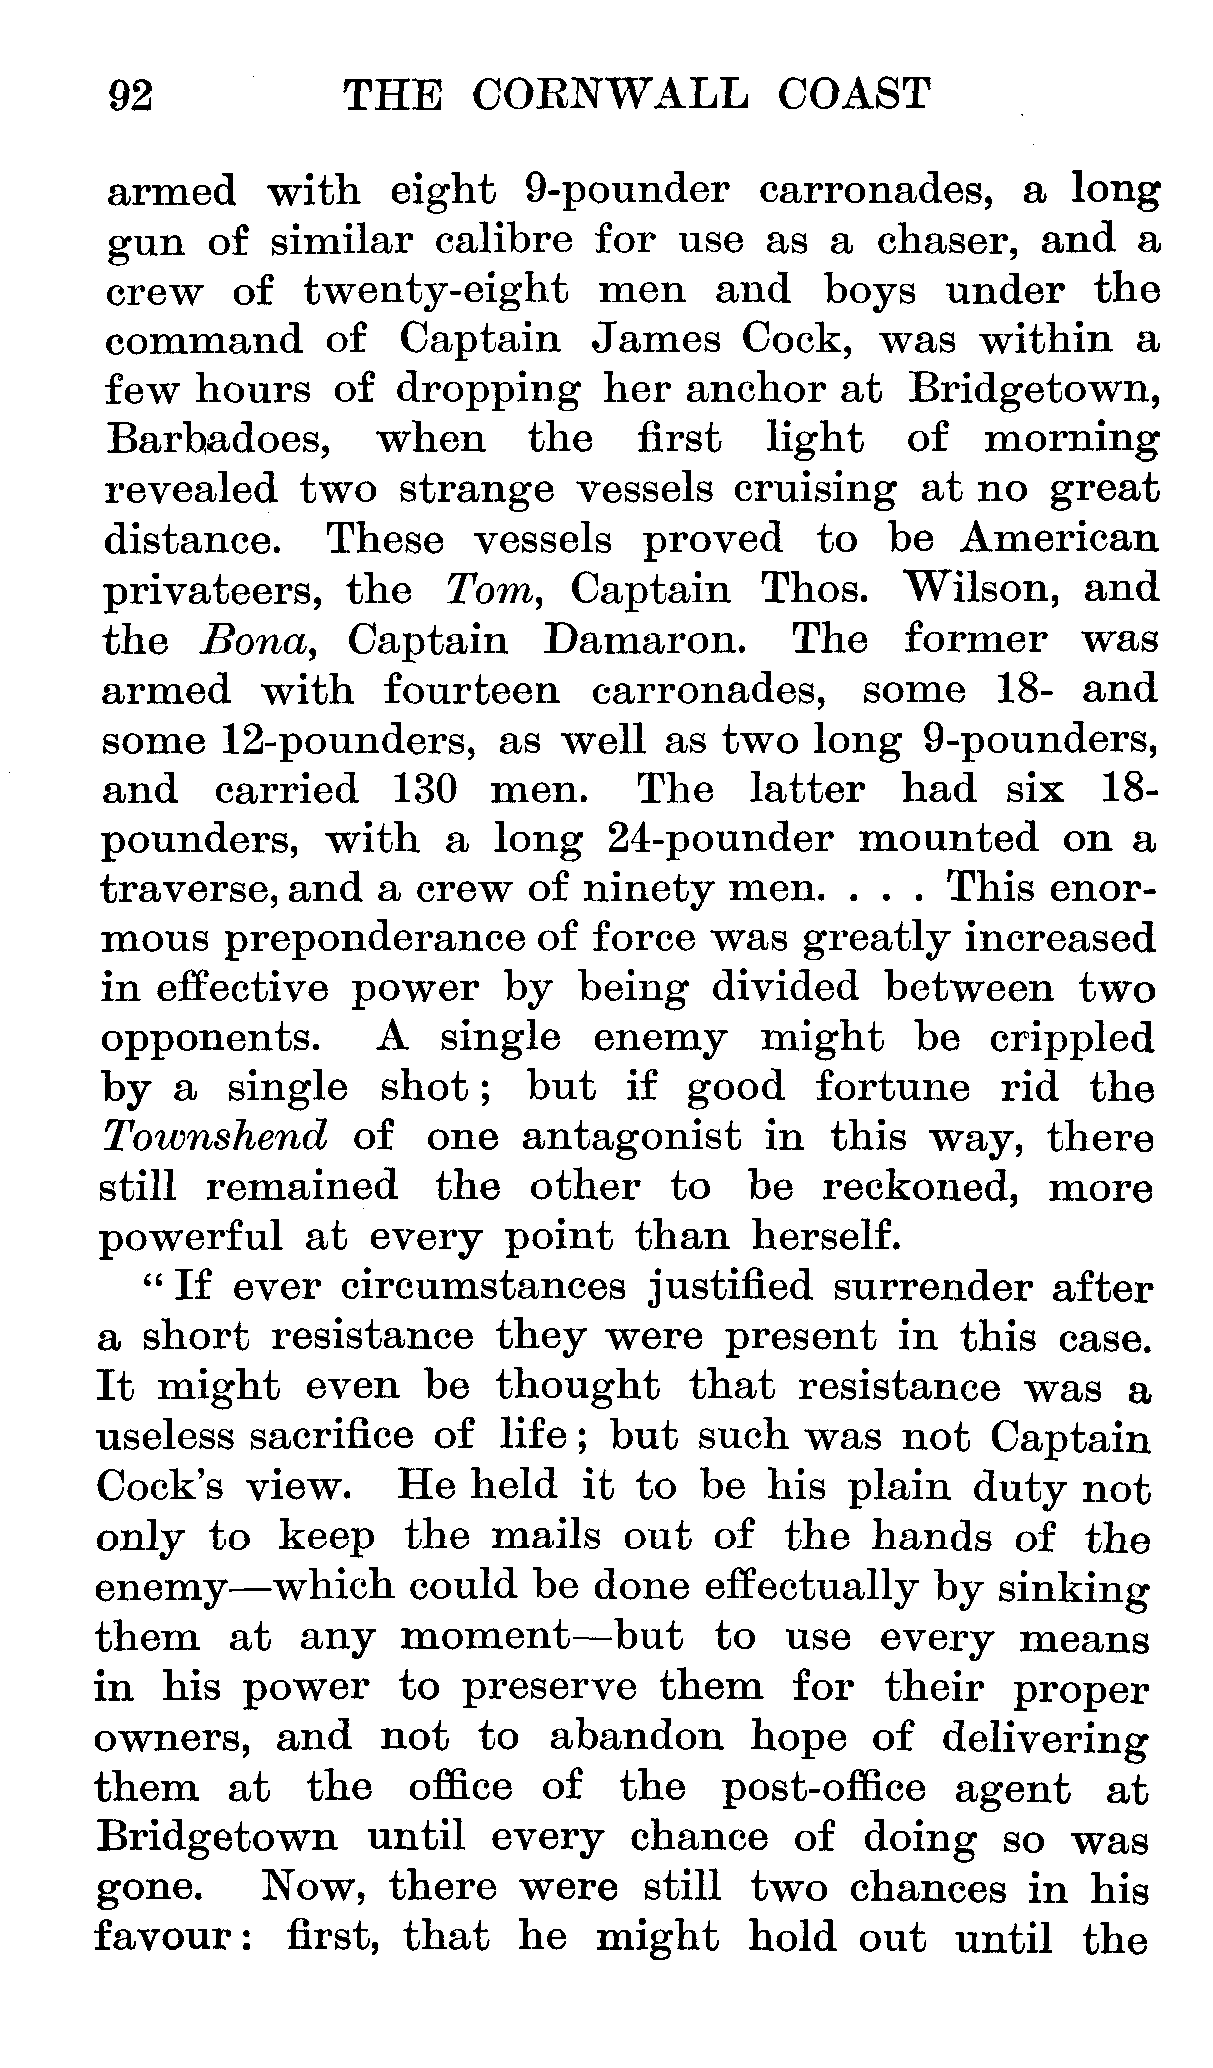 92 THE CORNWALL COAST
armed with eight 9-pounder carronades, a long
gun of similar calibre for use as a chaser, and a
crew of twenty-eight men and boys under the
command of Captain James Cock, was within a
few hours of dropping her anchor at Bridgetown,
Barbadoes, when the first light of morning
revealed two strange vessels cruising at no great
distance. These vessels proved to be American
privateers, the Tom, Captain Thos. Wilson, and
the Bona, Captain Damaron. The former was
armed with fourteen carronades, some 18- and
some 12-pounders, as well as two long 9-pounders,
and carried 130 men. The latter had six 18-
pounders, with a long 24-pounder mounted on a
traverse, and a crew of ninety men. . . . This enor-
mous preponderance of force was greatly increased
in effective power by being divided between two
opponents. A single enemy might be crippled
by a single shot; but if good fortune rid the
Townshend of one antagonist in this way, there
still remained the other to be reckoned, more
powerful at every point than herself.
"If ever circumstances justified surrender after
a short resistance they were present in this case.
It might even be thought that resistance was a
useless sacrifice of life; but such was not Captain
Cock's view. He held it to be his plain duty not
only to keep the mails out of the hands of the
enemy—which could be done effectually by sinking
them at any moment—but to use every means
in his power to preserve them for their proper
owners, and not to abandon hope of delivering
them at the office of the post-office agent at
Bridgetown until every chance of doing so was
gone. Now, there were still two chances in his
favour: first, that he might hold out until the